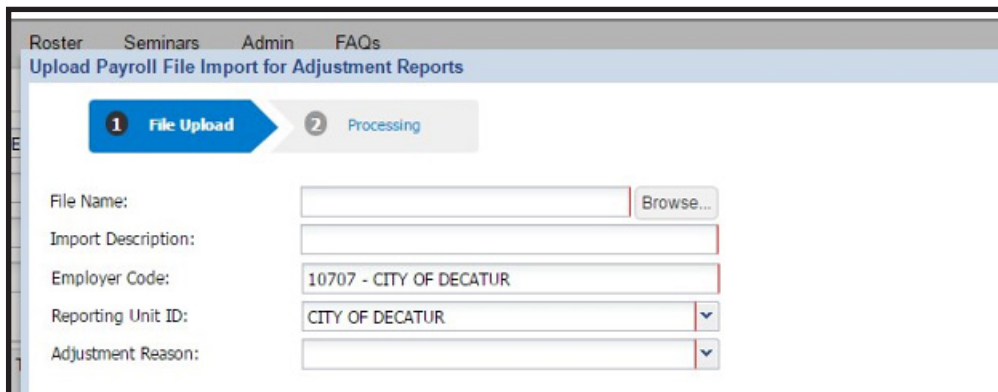 Roster Seminars Admin FAQs
Upload Payroll File Import for Adjustment Reports
1 File Upload 2 Processing
File Name: Browse...
Import Description:
Employer Code: 10707 - CITY OF DECATUR
Reporting Unit ID: CITY OF DECATUR
Adjustment Reason: